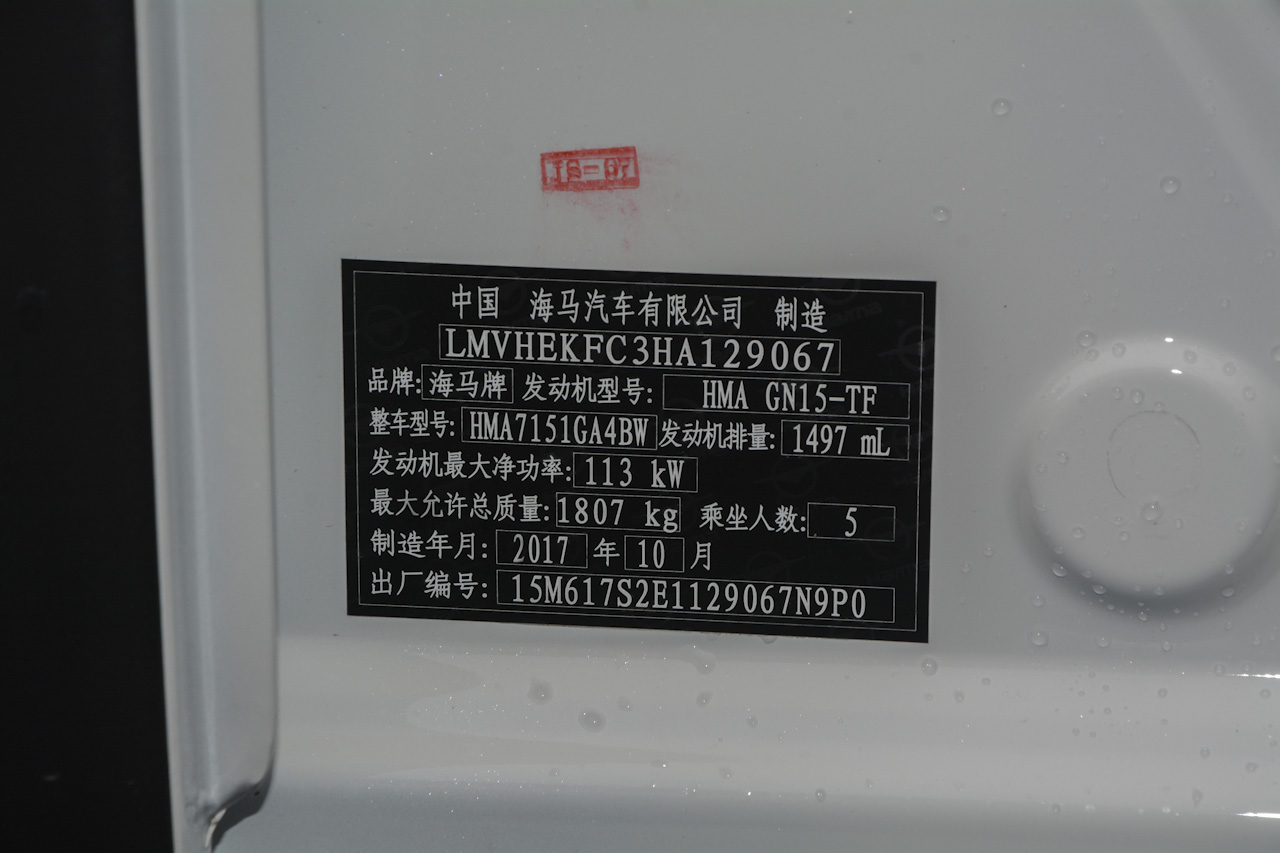 中国 海马汽车有限公司 制造
LMVHEKFC3HA129067
品牌: 海马牌 发动机型号: HMA GN15-TF
整车型号: HMA7151GA4BW 发动机排量: 1497 mL
发动机最大净功率: 113 kW
最大允许总质量: 1807 kg 乘坐人数: 5
制造年月: 2017 年 10 月
出厂编号: 15M617S2E1129067N9P0